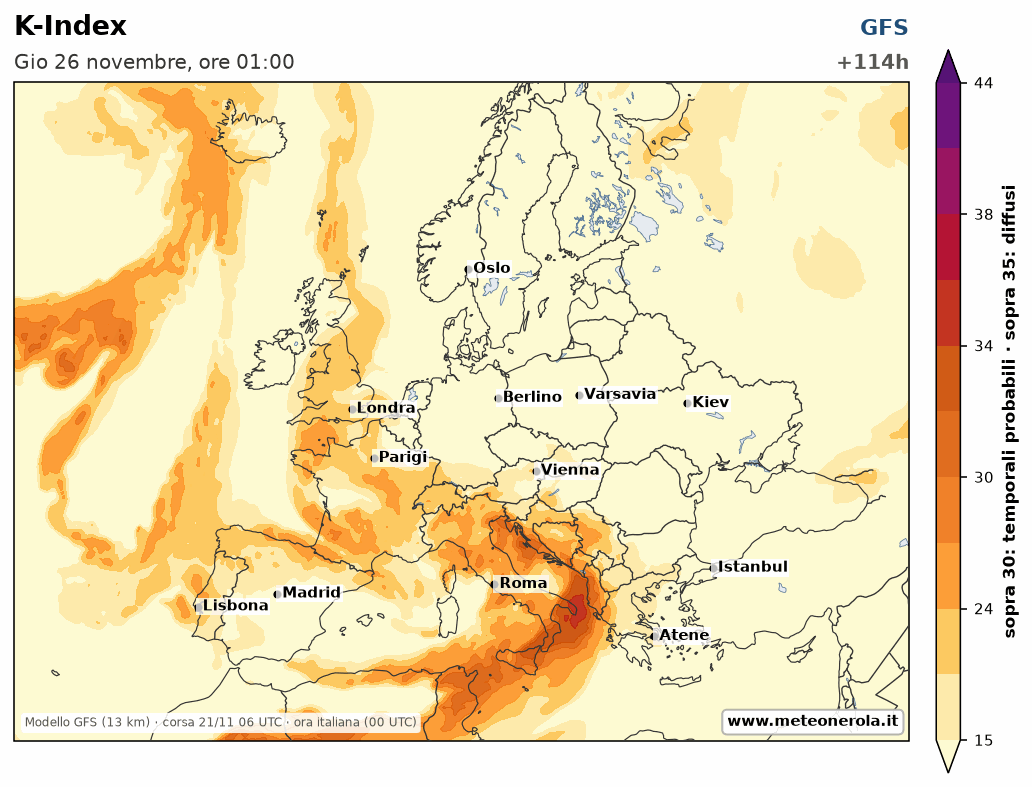 K-Index
GFS
Gio 26 novembre, ore 01:00
+114h
44
38
34
30
24
15
sopra 30: temporali probabili · sopra 35: diffusi
Oslo
Berlino
Varsavia
Kiev
Londra
Parigi
Vienna
Istanbul
Roma
Madrid
Lisbona
Atene
Modello GFS (13 km) · corsa 21/11 06 UTC · ora italiana (00 UTC)
www.meteonerola.it